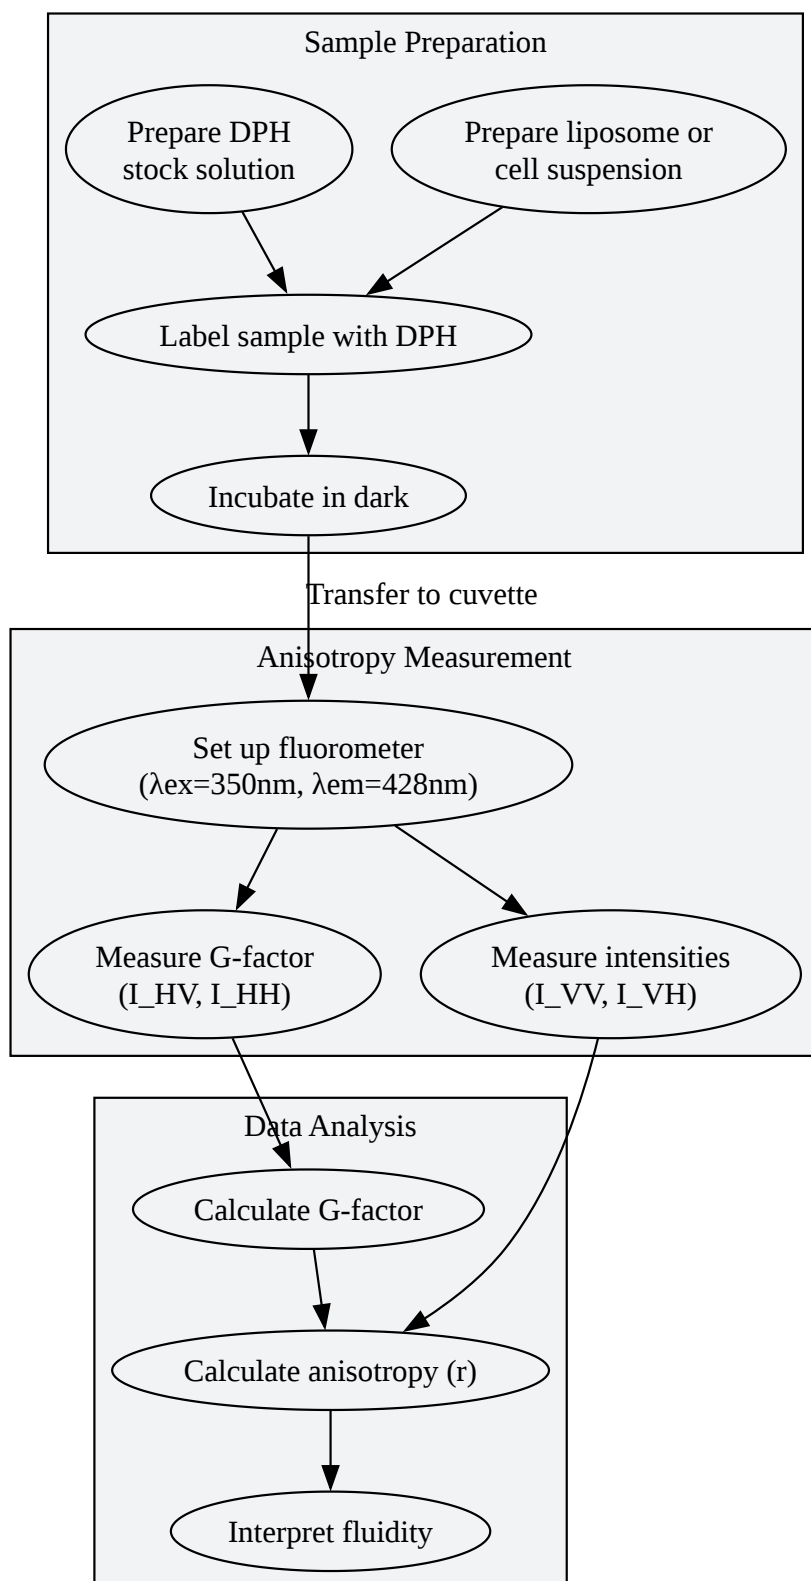 Sample Preparation
Prepare DPH
stock solution
Prepare liposome or
cell suspension
Label sample with DPH
Incubate in dark
Transfer to cuvette
Anisotropy Measurement
Set up fluorometer
(λex=350nm, λem=428nm)
Measure G-factor
(I_HV, I_HH)
Measure intensities
(I_VV, I_VH)
Data Analysis
Calculate G-factor
Calculate anisotropy (r)
Interpret fluidity